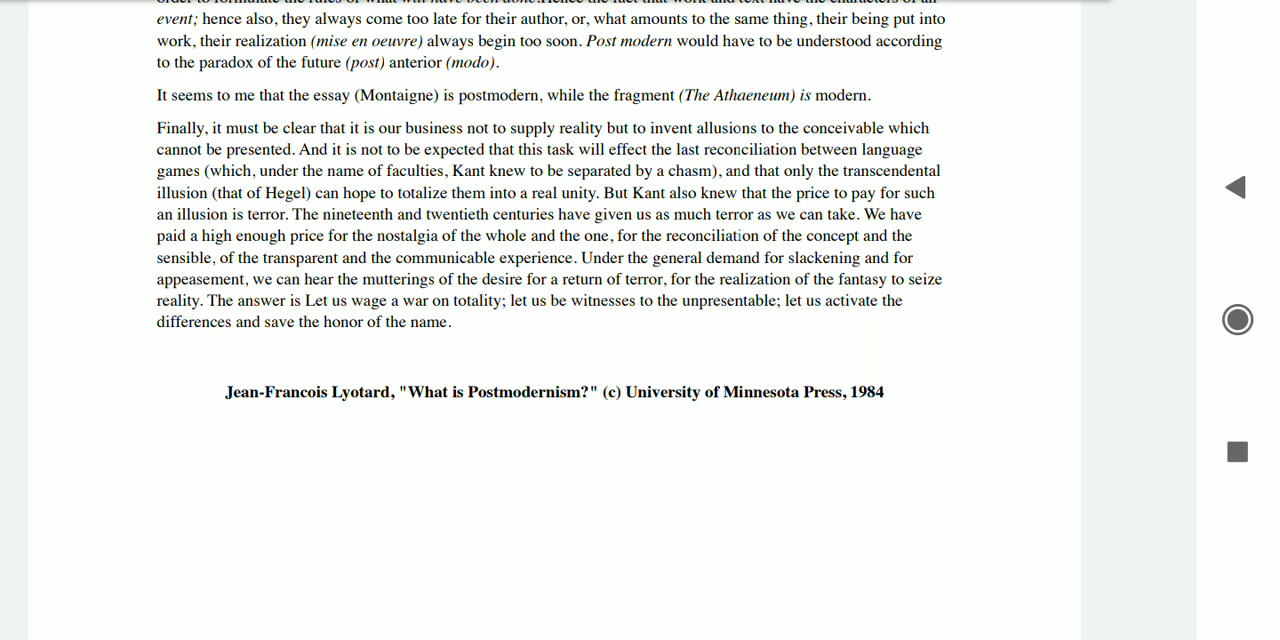 event; hence also, they always come too late for their author, or, what amounts to the same thing, their being put into
work, their realization (mise en oeuvre) always begin too soon. Post modern would have to be understood according
to the paradox of the future (post) anterior (modo).
It seems to me that the essay (Montaigne) is postmodern, while the fragment (The Athaeneum) is modern.
Finally, it must be clear that it is our business not to supply reality but to invent allusions to the conceivable which
cannot be presented. And it is not to be expected that this task will effect the last reconciliation between language
games (which, under the name of faculties, Kant knew to be separated by a chasm), and that only the transcendental
illusion (that of Hegel) can hope to totalize them into a real unity. But Kant also knew that the price to pay for such
an illusion is terror. The nineteenth and twentieth centuries have given us as much terror as we can take. We have
paid a high enough price for the nostalgia of the whole and the one, for the reconciliation of the concept and the
sensible, of the transparent and the communicable experience. Under the general demand for slackening and for
appeasement, we can hear the mutterings of the desire for a return of terror, for the realization of the fantasy to seize
reality. The answer is Let us wage a war on totality; let us be witnesses to the unpresentable; let us activate the
differences and save the honor of the name.
Jean-Francois Lyotard, "What is Postmodernism?" (c) University of Minnesota Press, 1984